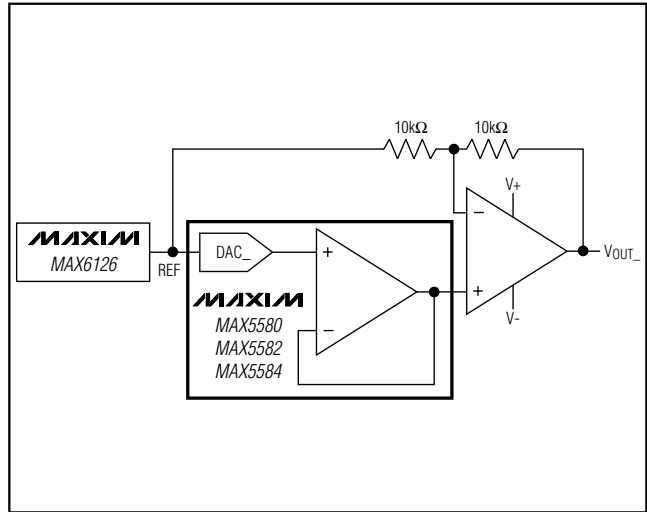 10kΩ 10kΩ
V+
−
MAXIM
MAX6126
REF
DAC_
+
−
+
V-
VOUT_
MAXIM
MAX5580
MAX5582
MAX5584